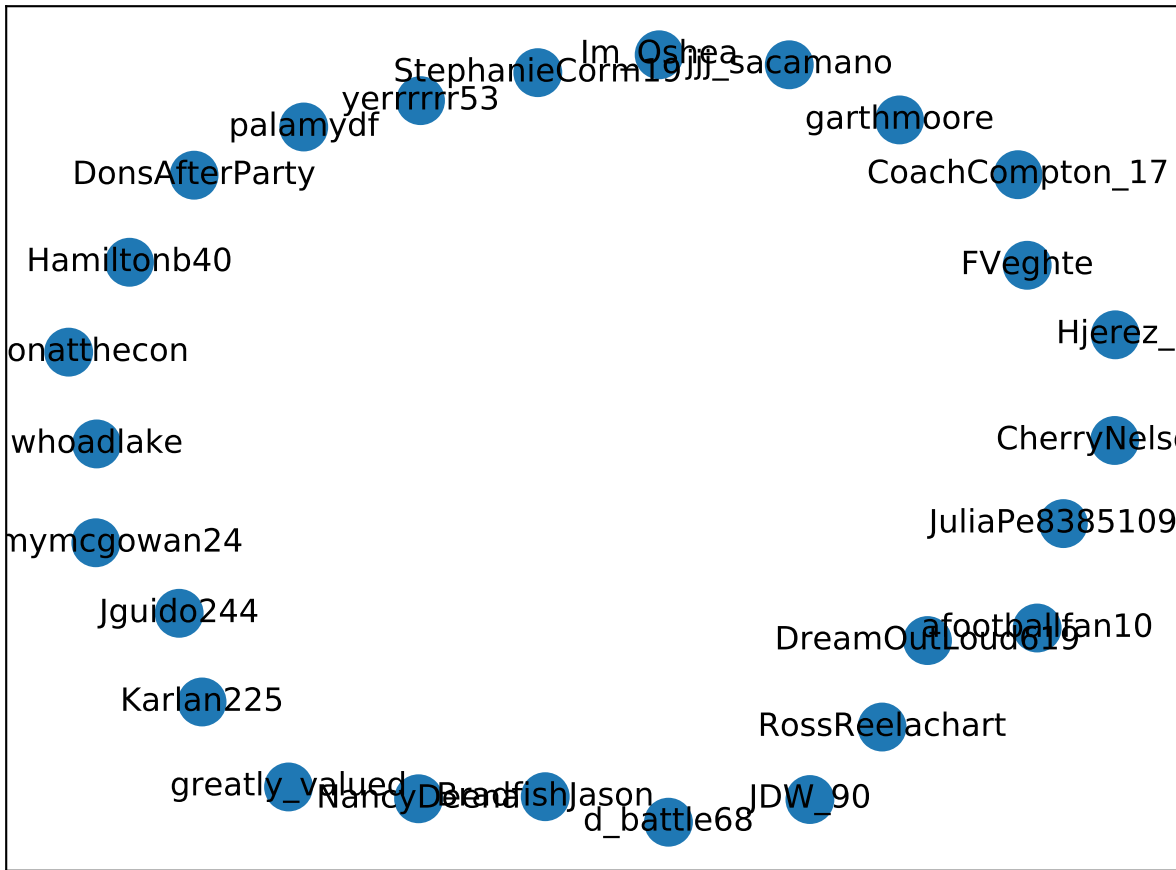 Im_Oshea
jjj_sacamano
StephanieCorm19
yerrrrrr53
garthmoore
palamydf
CoachCompton_17
DonsAfterParty
Hamiltonb40
FVeghte
Hjerez_
onatthecon
CherryNelso
whoadlake
JuliaPe8385109
mymcgowan24
Jguido244
afootballfan10
DreamOutLoud619
Karlan225
RossReelachart
greatly_valued
NancyDeena
BradfishJason
JDW_90
d_battle68